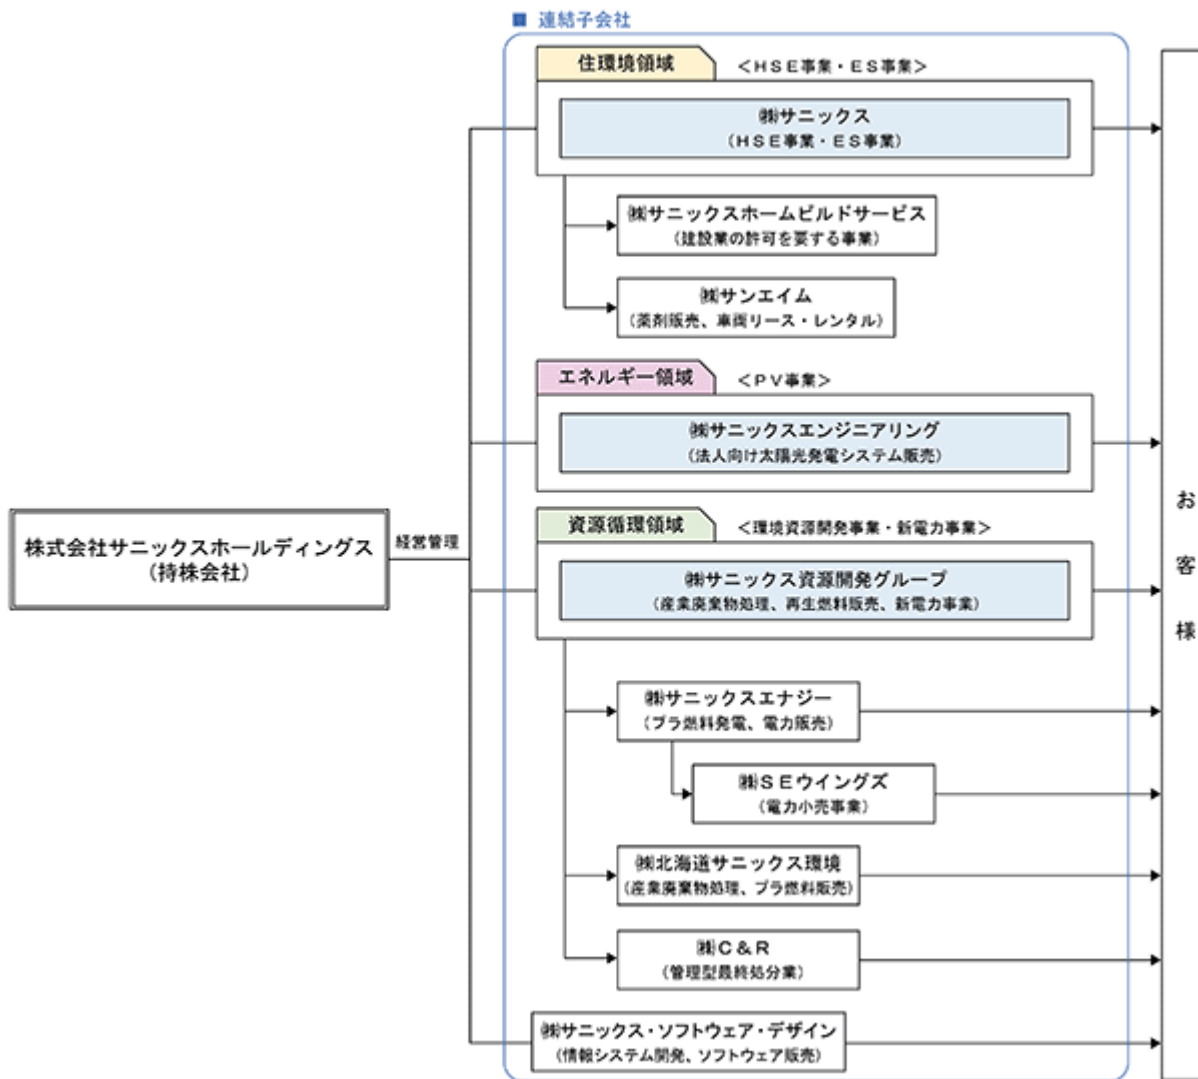 ■ 連結子会社
住環境領域
＜ＨＳＥ事業・ＥＳ事業＞
㈱サニックス
（ＨＳＥ事業・ＥＳ事業）
㈱サニックスホームビルドサービス
（建設業の許可を要する事業）
㈱サンエイム
（薬剤販売、車両リース・レンタル）
エネルギー領域
＜ＰＶ事業＞
㈱サニックスエンジニアリング
（法人向け太陽光発電システム販売）
株式会社サニックスホールディングス
（持株会社）
経営管理
資源循環領域
＜環境資源開発事業・新電力事業＞
㈱サニックス資源開発グループ
（産業廃棄物処理、再生燃料販売、新電力事業）
㈱サニックスエナジー
（プラ燃料発電、電力販売）
㈱ＳＥウイングズ
（電力小売事業）
㈱北海道サニックス環境
（産業廃棄物処理、プラ燃料販売）
㈱Ｃ＆Ｒ
（管理型最終処分業）
㈱サニックス・ソフトウェア・デザイン
（情報システム開発、ソフトウェア販売）
お客様